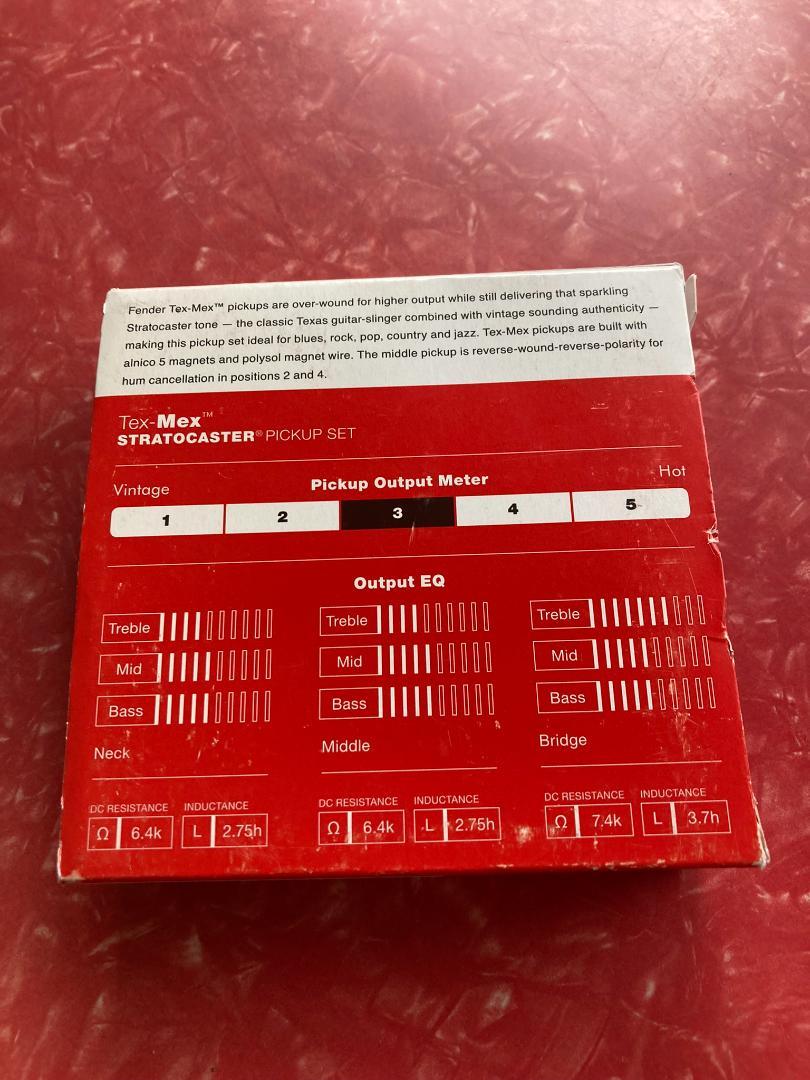 Fender Tex-Mex™ pickups are over-wound for higher output while still delivering that sparkling
Stratocaster tone — the classic Texas guitar-slinger combined with vintage sounding authenticity —
making this pickup set ideal for blues, rock, pop, country and jazz. Tex-Mex pickups are built with
alnico 5 magnets and polysol magnet wire. The middle pickup is reverse-wound-reverse-polarity for
hum cancellation in positions 2 and 4.
Tex-Mex™
STRATOCASTER® PICKUP SET
Vintage Pickup Output Meter Hot
1 2 3 4 5
Output EQ
Treble Treble Treble
Mid Mid Mid
Bass Bass Bass
Neck Middle Bridge
DC RESISTANCE INDUCTANCE DC RESISTANCE INDUCTANCE DC RESISTANCE INDUCTANCE
Ω 6.4k L 2.75h Ω 6.4k L 2.75h Ω 7.4k L 3.7h